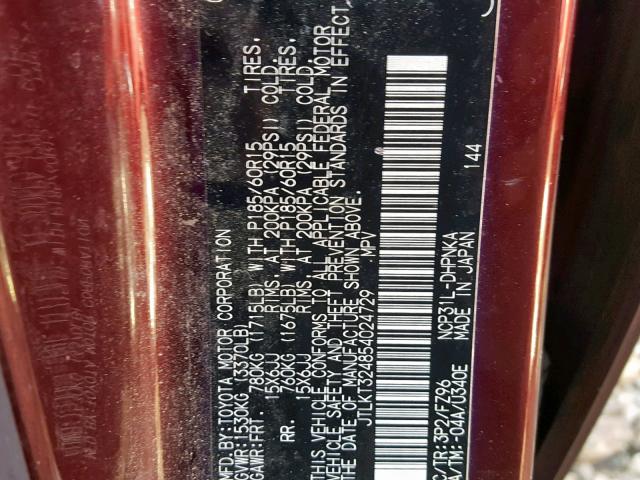 MFD.BY:TOYOTA MOTOR CORPORATION
GVWR:1530KG (3370LB)
GAWR:FRT. 780KG (1715LB) WITH P185/60R15 TIRES,
15X6JJ RIMS, AT 200KPA (29PSI) COLD.
RR. 760KG (1675LB) WITH P185/60R15 TIRES,
15X6JJ RIMS, AT 200KPA (29PSI) COLD.
THIS VEHICLE CONFORMS TO ALL APPLICABLE FEDERAL MOTOR
VEHICLE SAFETY AND THEFT PREVENTION STANDARDS IN EFFECT
ON THE DATE OF MANUFACTURE SHOWN ABOVE.
JTLKT324854024729 MPV
144
C/TR:3P2/FZ96 NCP31L-DHPNKA
A/TM:-04A/U340E MADE IN JAPAN